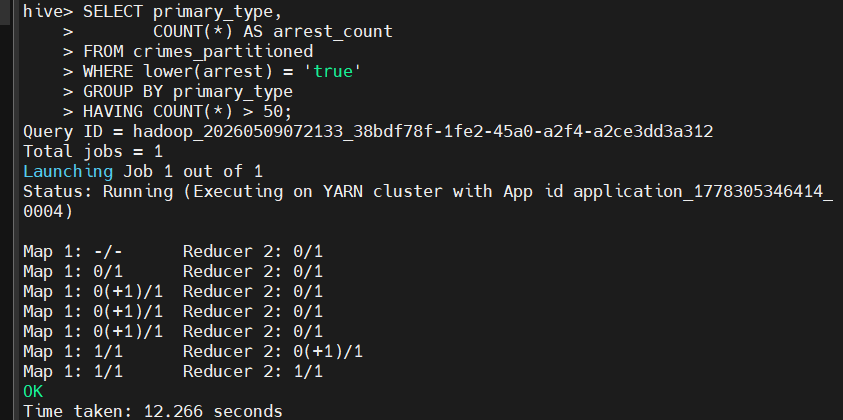 hive> SELECT primary_type,
    >        COUNT(*) AS arrest_count
    > FROM crimes_partitioned
    > WHERE lower(arrest) = 'true'
    > GROUP BY primary_type
    > HAVING COUNT(*) > 50;
Query ID = hadoop_20260509072133_38bdf78f-1fe2-45a0-a2f4-a2ce3dd3a312
Total jobs = 1
Launching Job 1 out of 1
Status: Running (Executing on YARN cluster with App id application_1778305346414_
0004)

Map 1: -/-      Reducer 2: 0/1
Map 1: 0/1      Reducer 2: 0/1
Map 1: 0(+1)/1  Reducer 2: 0/1
Map 1: 0(+1)/1  Reducer 2: 0/1
Map 1: 0(+1)/1  Reducer 2: 0/1
Map 1: 1/1      Reducer 2: 0(+1)/1
Map 1: 1/1      Reducer 2: 1/1
OK
Time taken: 12.266 seconds